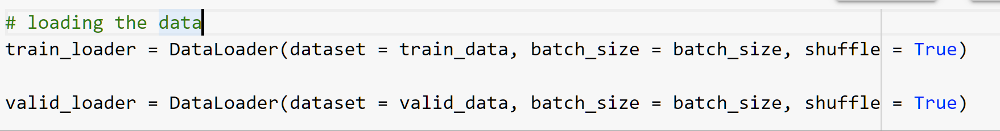 # loading the data
train_loader = DataLoader(dataset = train_data, batch_size = batch_size, shuffle = True)
valid_loader = DataLoader(dataset = valid_data, batch_size = batch_size, shuffle = True)